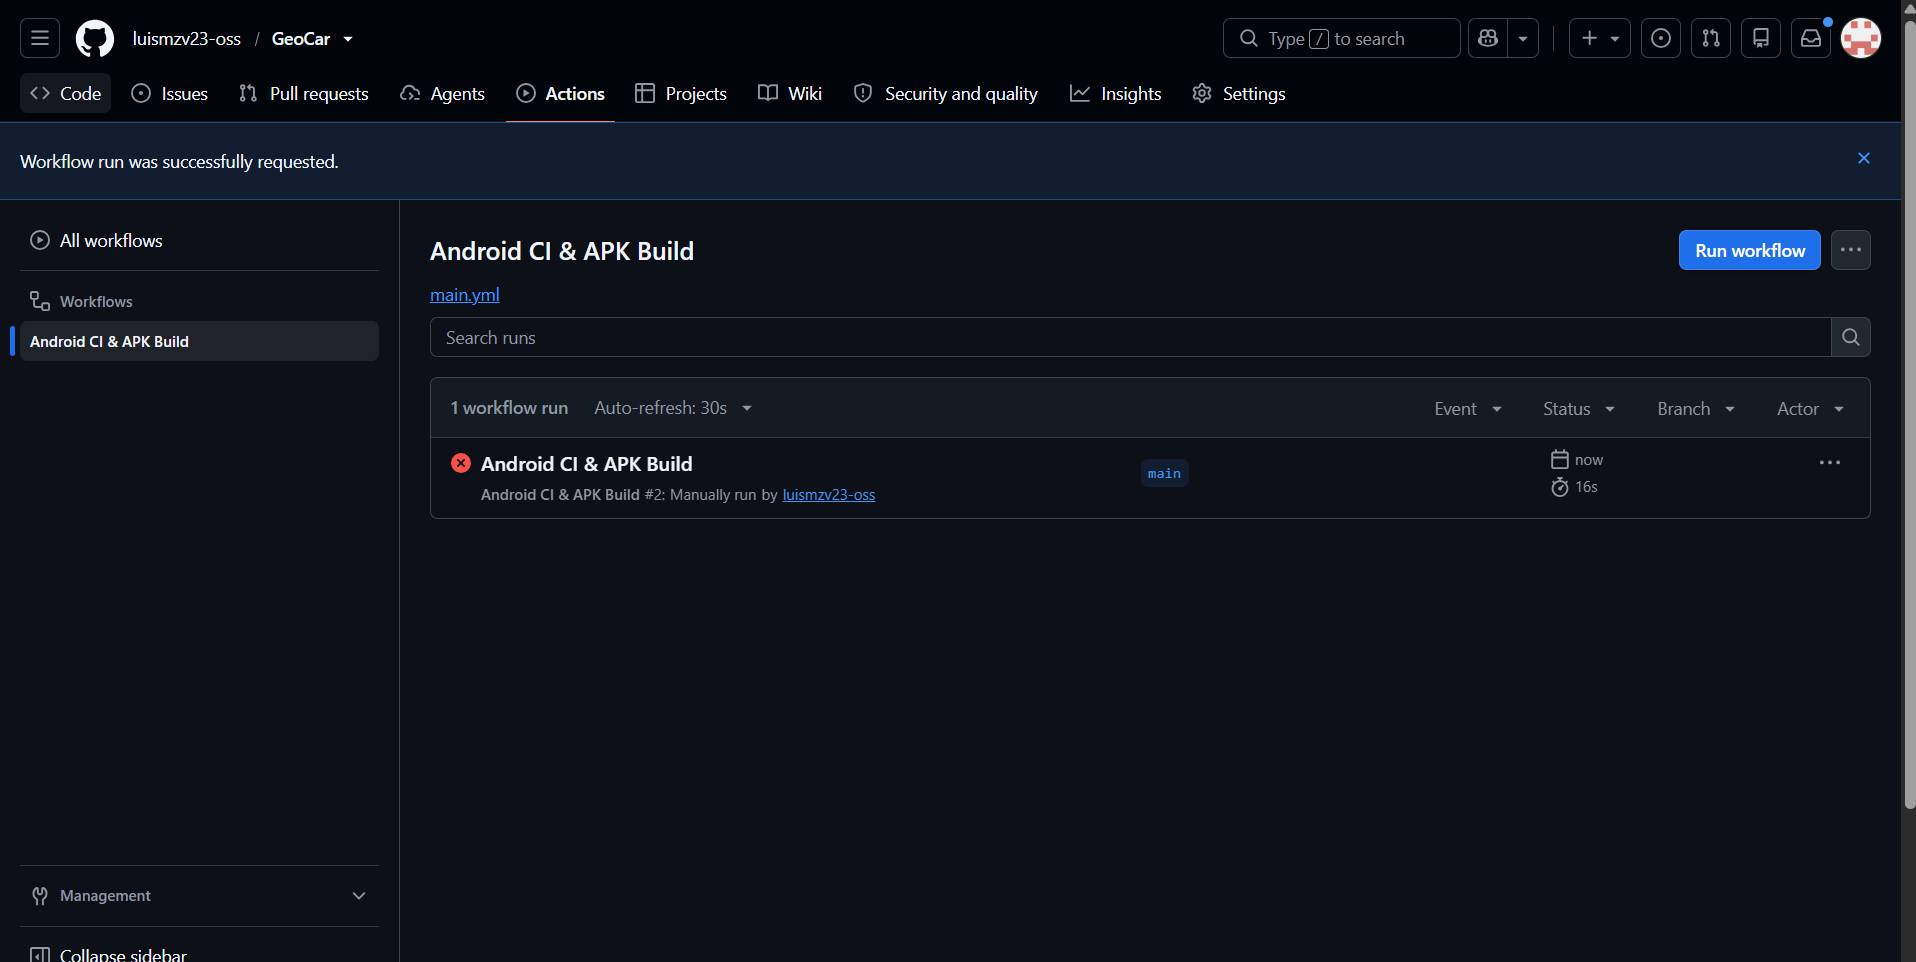 luismzv23-oss / GeoCar
Type / to search
Code Issues Pull requests Agents Actions Projects Wiki Security and quality Insights Settings
Workflow run was successfully requested.
All workflows
Workflows
Android CI & APK Build
Management
Collapse sidebar
Android CI & APK Build
Run workflow
main.yml
Search runs
1 workflow run Auto-refresh: 30s Event Status Branch Actor
Android CI & APK Build
Android CI & APK Build #2: Manually run by luismzv23-oss
main
now
16s